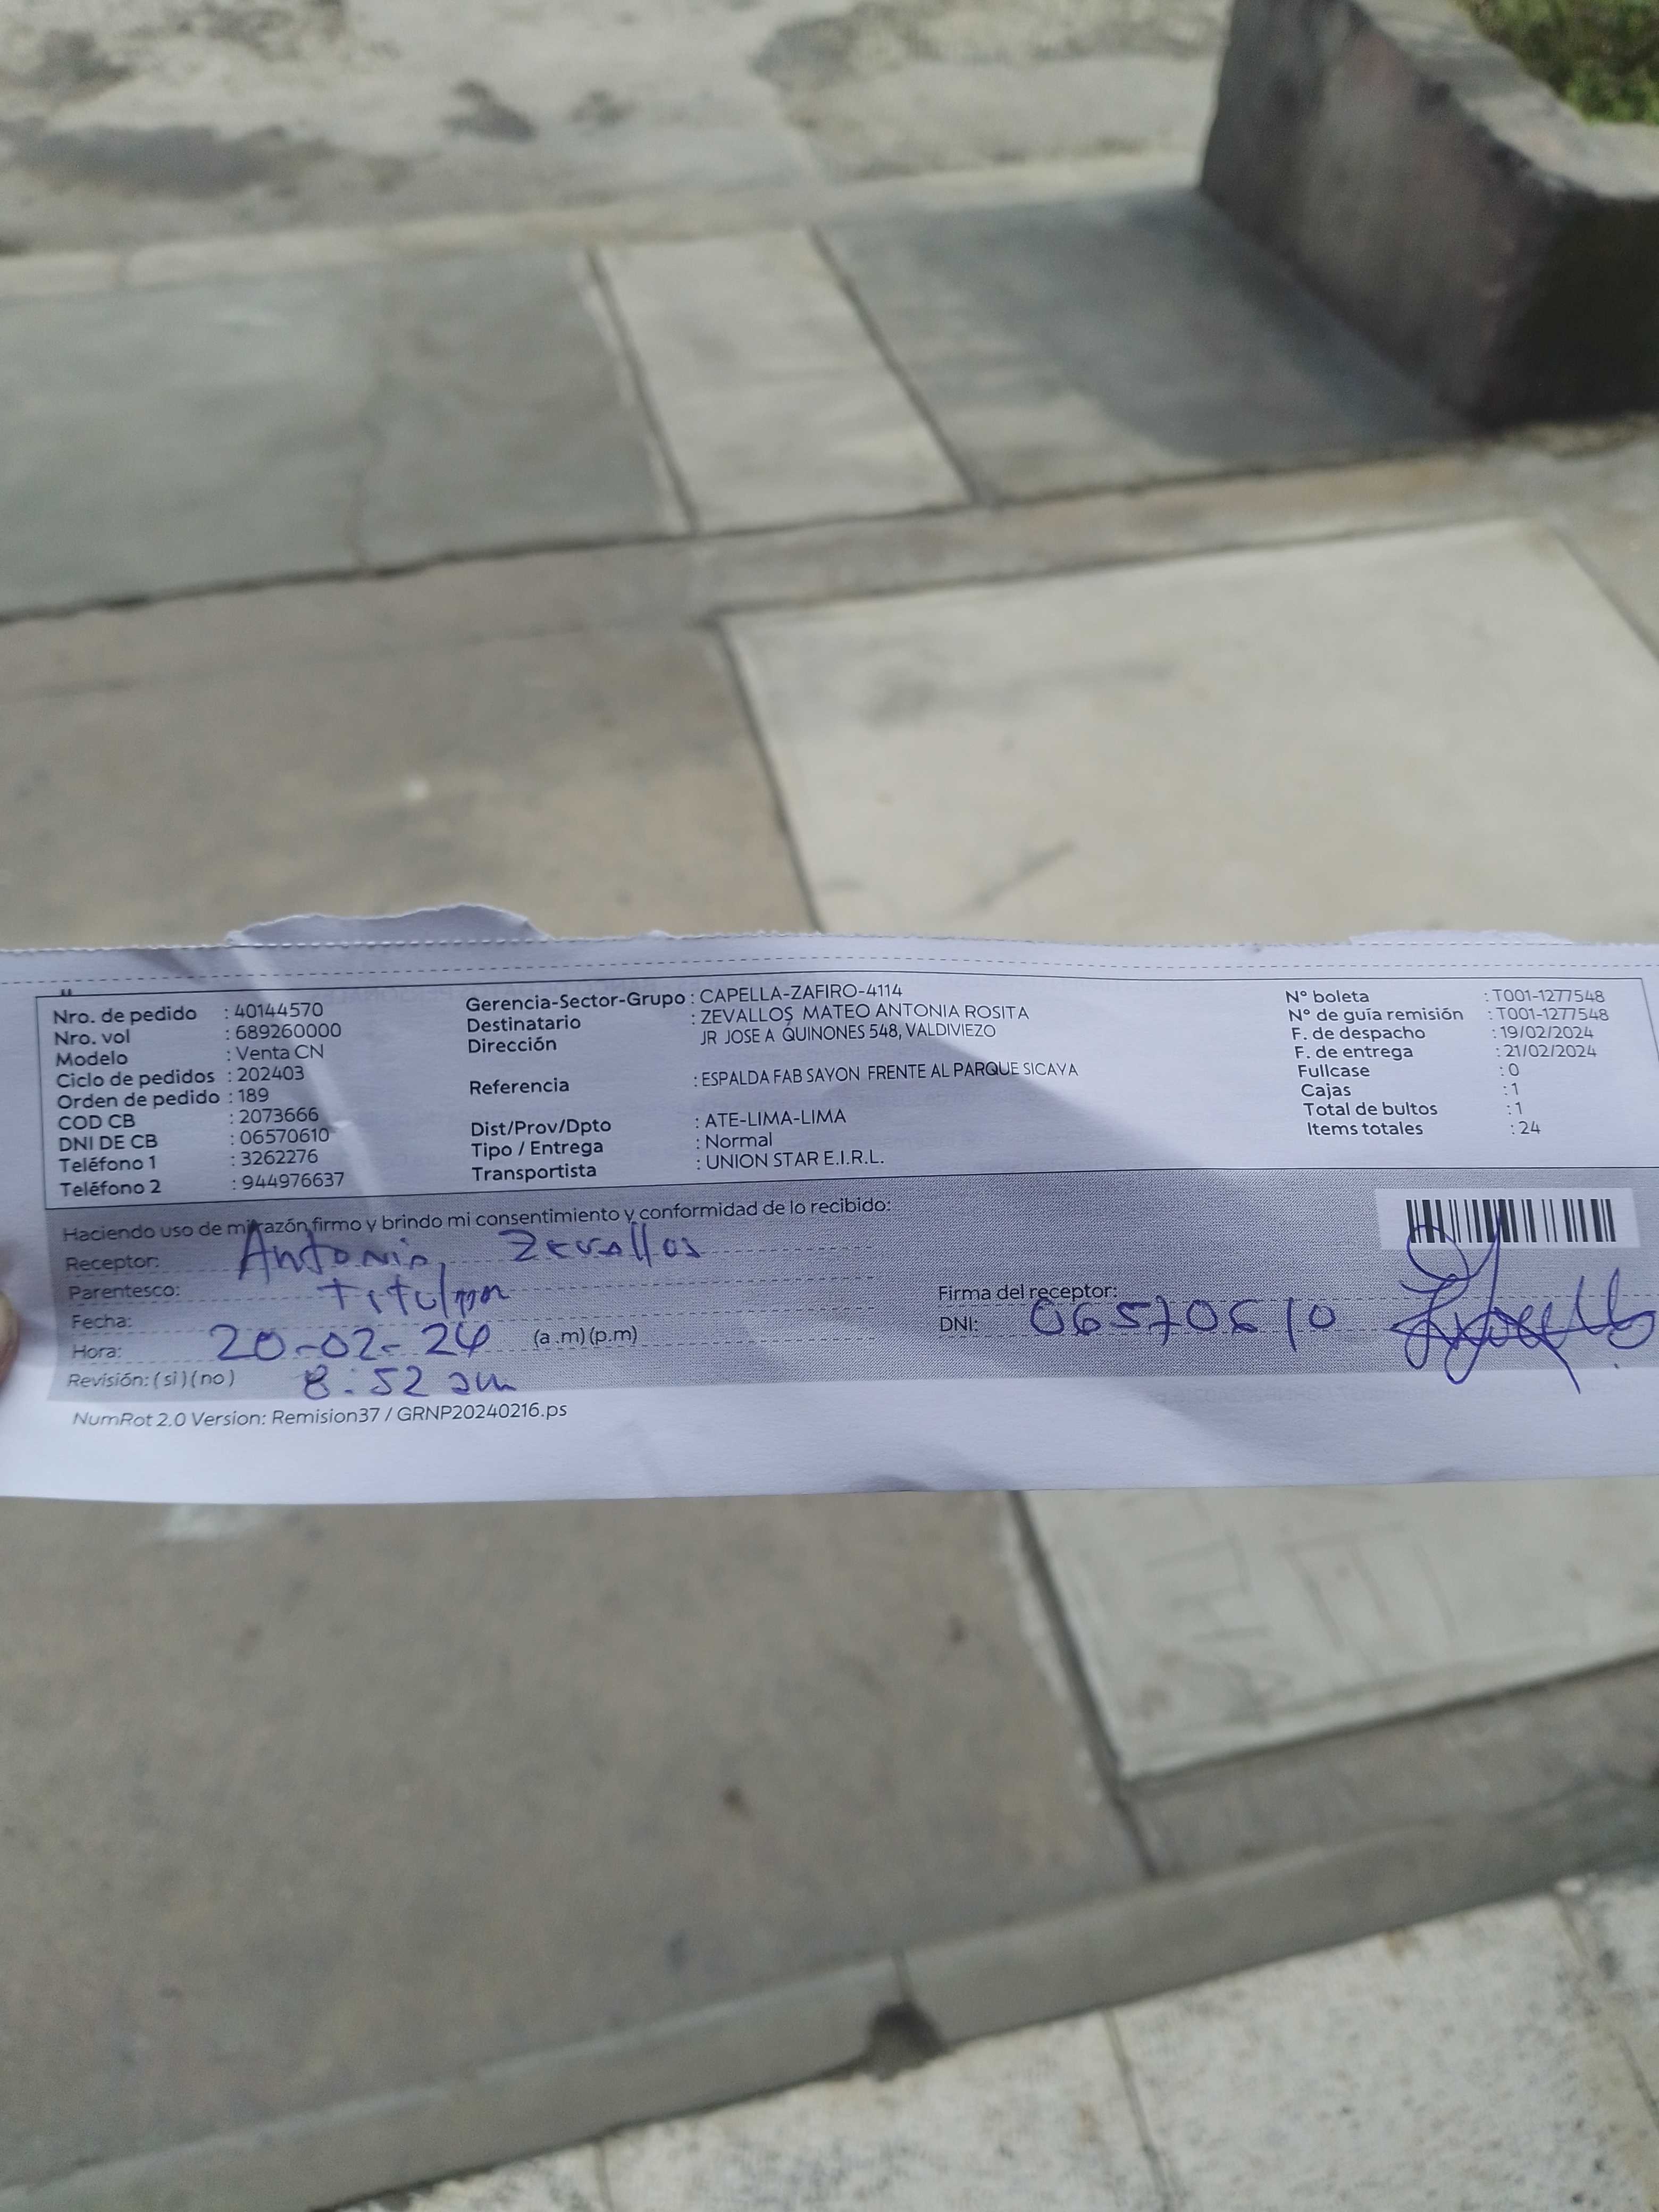 Nro. de pedido : 40144570
Nro. vol : 689260000
Modelo : Venta CN
Ciclo de pedidos : 202403
Orden de pedido : 189
COD CB : 2073666
DNI DE CB : 06570610
Teléfono 1 : 3262276
Teléfono 2 : 944976637
Gerencia-Sector-Grupo : CAPELLA-ZAFIRO-4114
Destinatario : ZEVALLOS MATEO ANTONIA ROSITA
Dirección JR JOSE A QUINONES 548, VALDIVIEZO
Referencia : ESPALDA FAB SAYON FRENTE AL PARQUE SICAYA
Dist/Prov/Dpto : ATE-LIMA-LIMA
Tipo / Entrega : Normal
Transportista : UNION STAR E.I.R.L.
N° boleta : T001-1277548
N° de guía remisión : T001-1277548
F. de despacho : 19/02/2024
F. de entrega : 21/02/2024
Fullcase : 0
Cajas : 1
Total de bultos : 1
Items totales : 24
Haciendo uso de mi razón firmo y brindo mi consentimiento y conformidad de lo recibido:
Receptor: Antonia Zevallos
Parentesco: titular
Fecha: 20-02-24
Hora: 8:52 am (a.m)(p.m)
Revisión: (si)(no)
Firma del receptor:
DNI: 06570610
NumRot 2.0 Version: Remision37 / GRNP20240216.ps